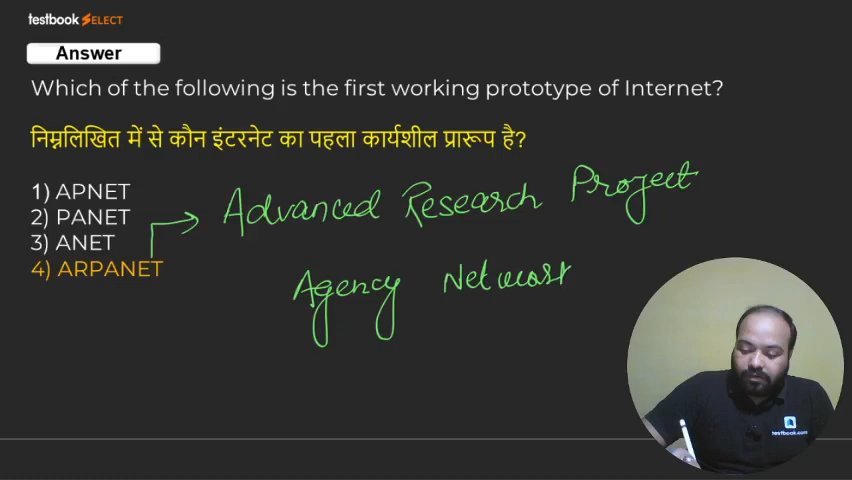 testbook SELECT
Answer
Which of the following is the first working prototype of Internet?
निम्नलिखित में से कौन इंटरनेट का पहला कार्यशील प्रारूप है?
1) APNET
2) PANET
3) ANET
4) ARPANET
Advanced Research Project
Agency Network
testbook.com